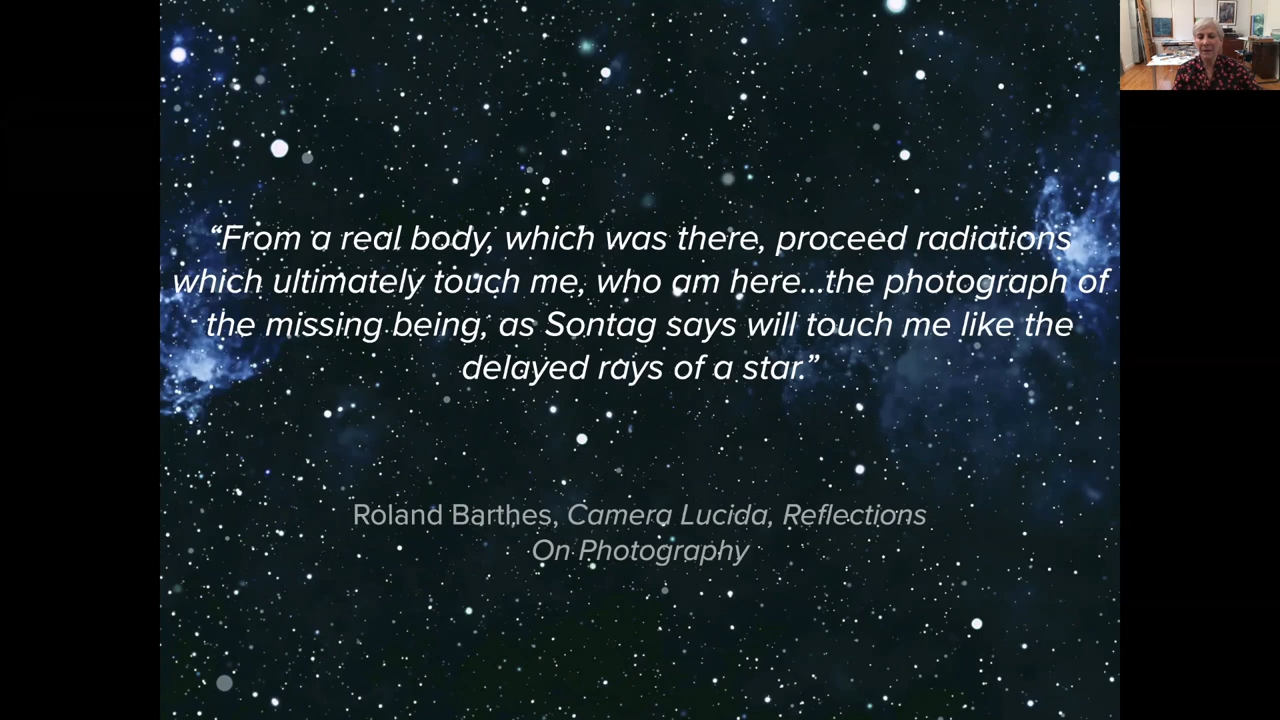 “From a real body, which was there, proceed radiations
which ultimately touch me, who am here...the photograph of
the missing being, as Sontag says will touch me like the
delayed rays of a star.”
Roland Barthes, Camera Lucida, Reflections
On Photography